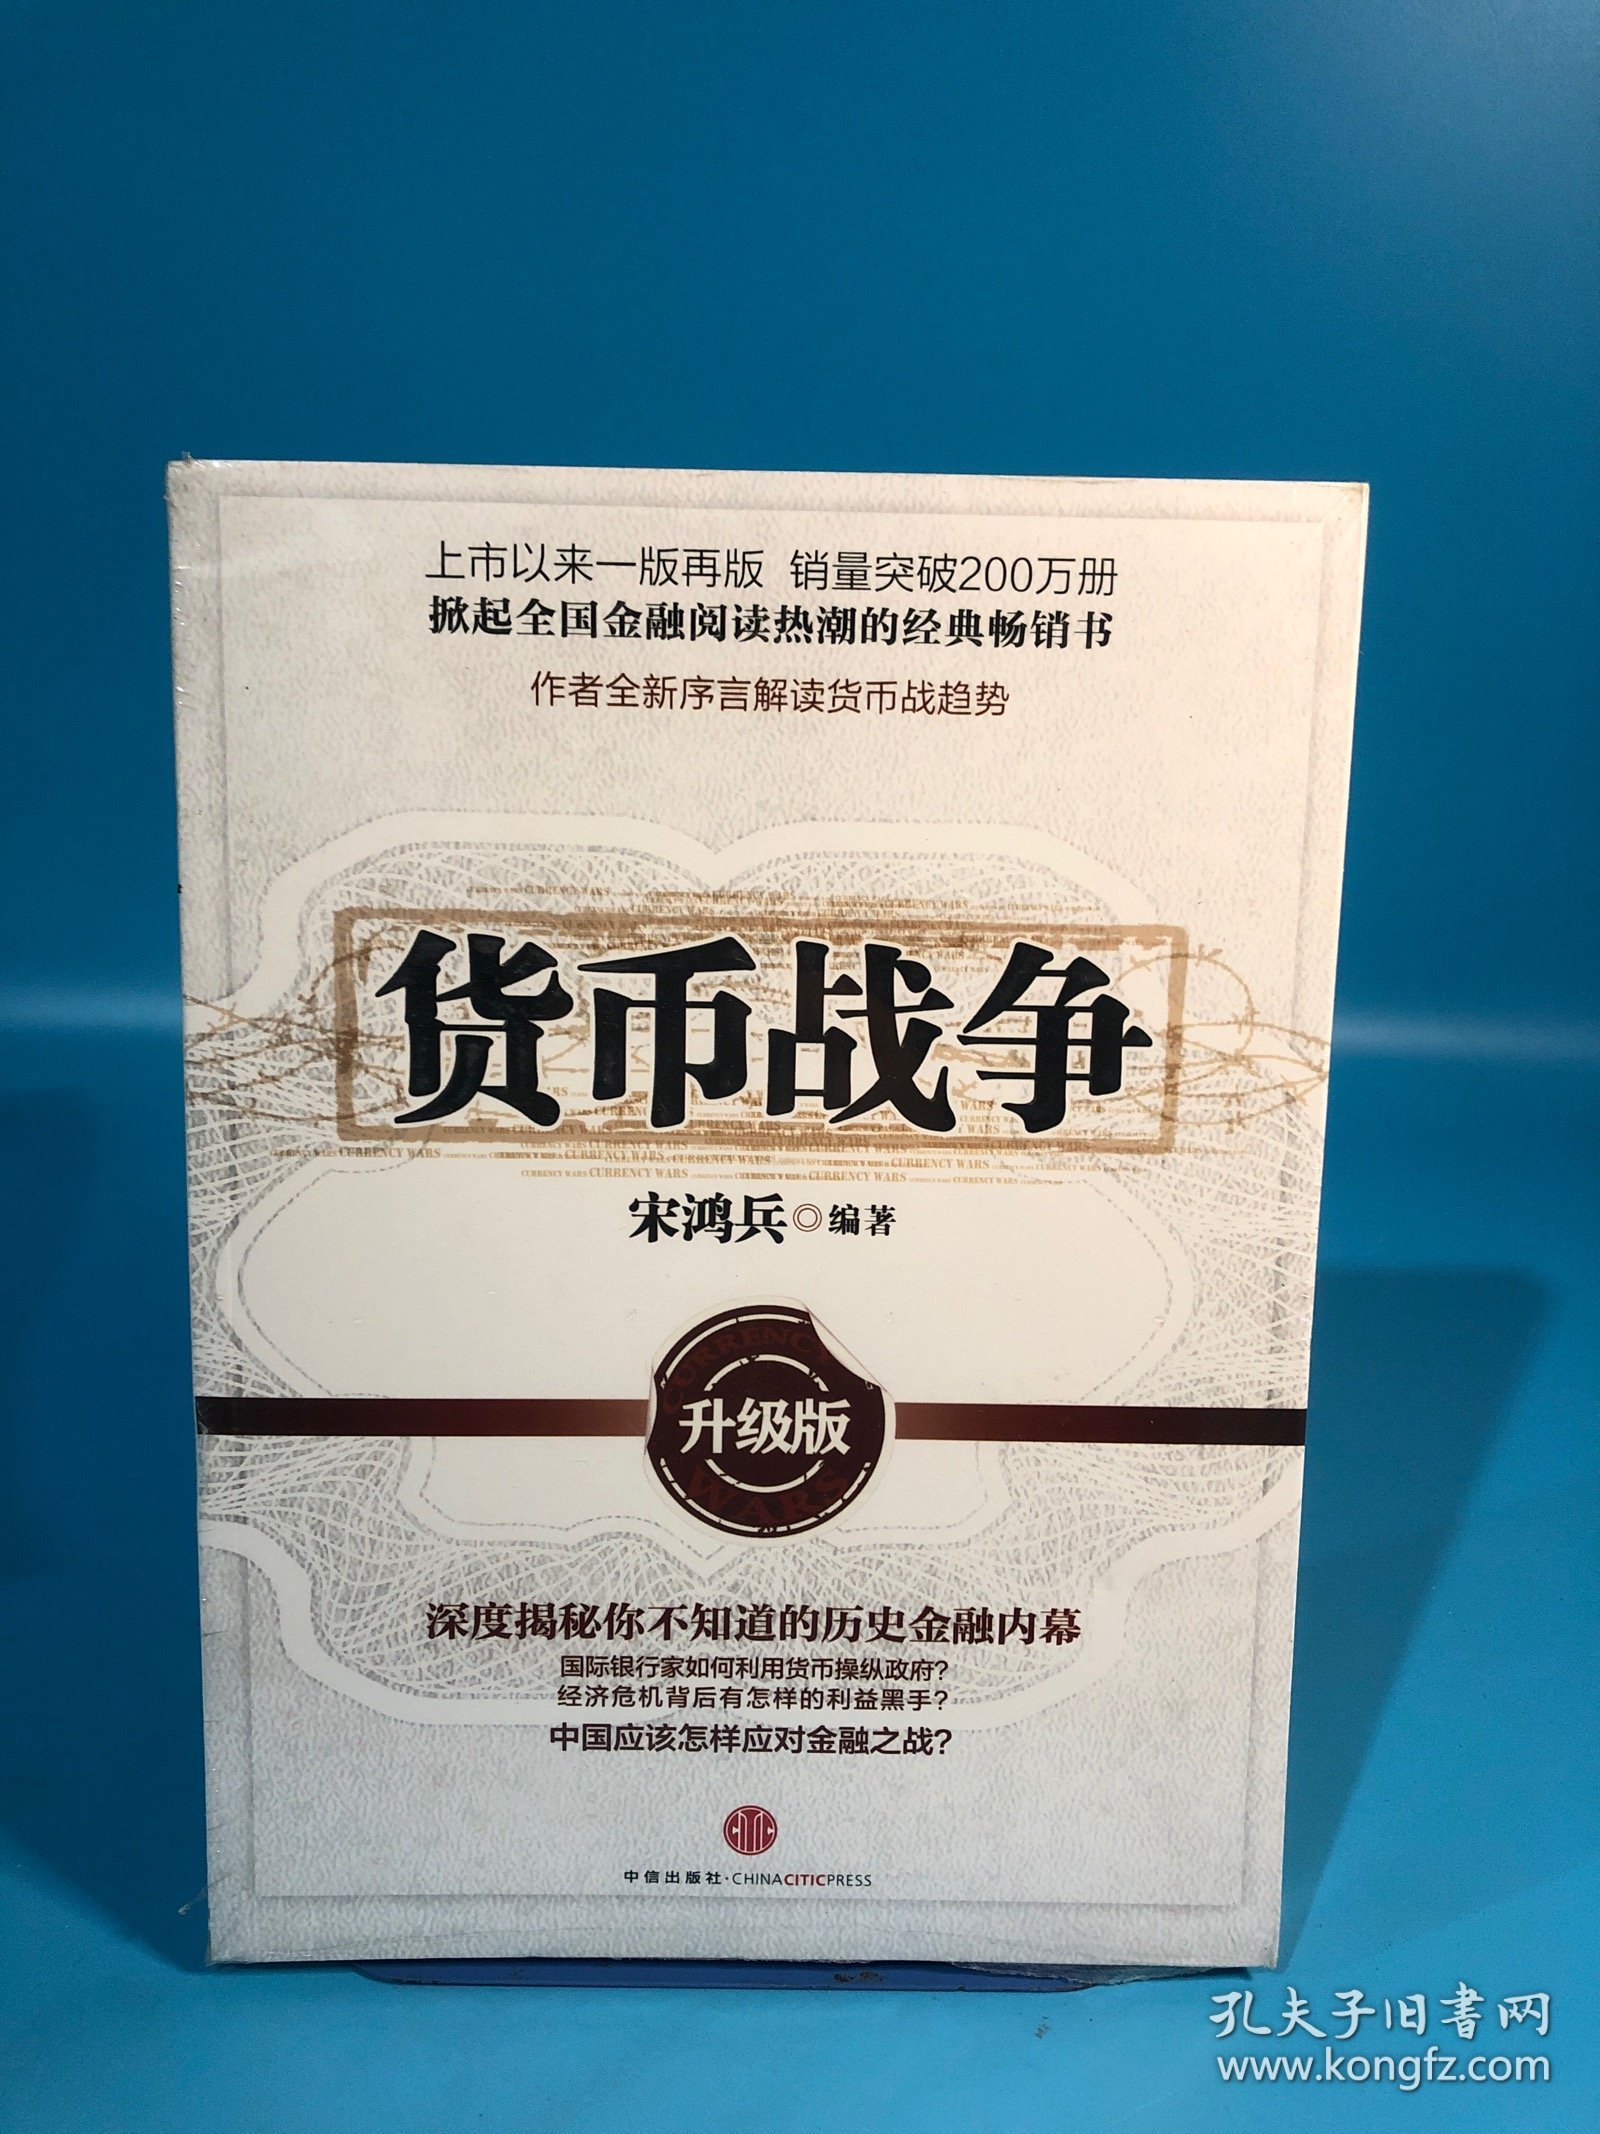 上市以来一版再版 销量突破200万册
掀起全国金融阅读热潮的经典畅销书
作者全新序言解读货币战趋势
货币战争
CURRENCY WARS
宋鸿兵◎编著
CURRENCY
升级版
WARS
深度揭秘你不知道的历史金融内幕
国际银行家如何利用货币操纵政府?
经济危机背后有怎样的利益黑手?
中国应该怎样应对金融之战?
中信出版社·CHINACITICPRESS
孔夫子旧书网
www.kongfz.com